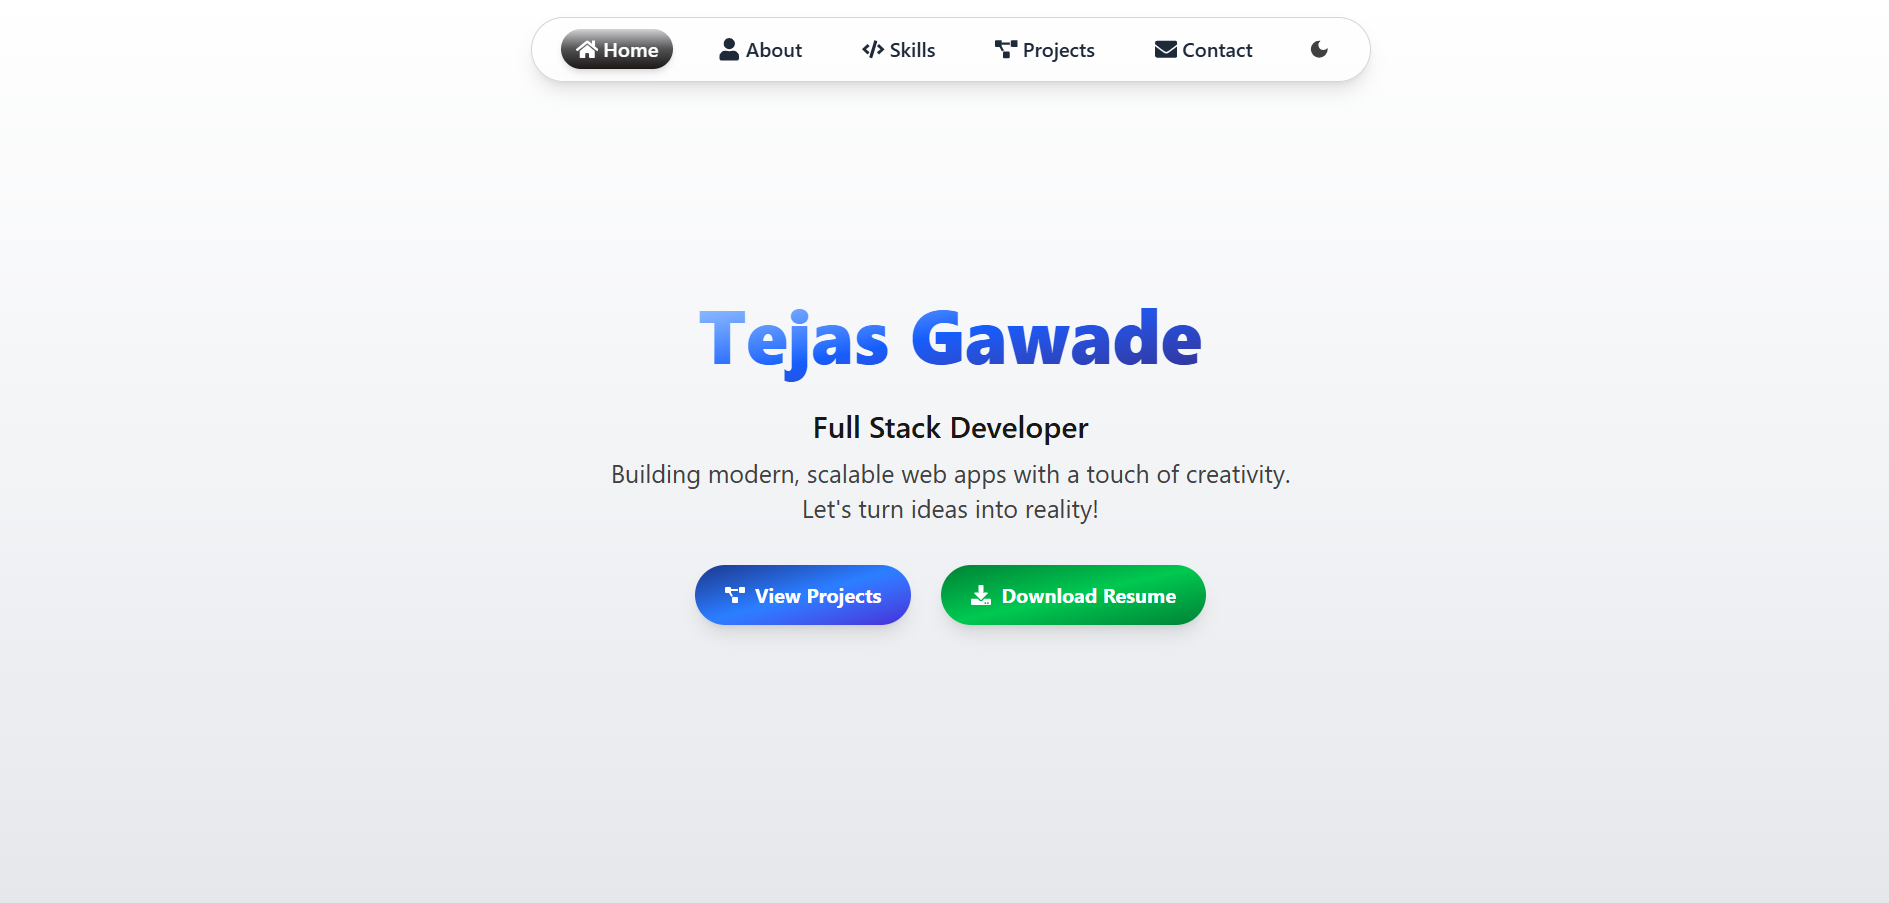 Home About Skills Projects Contact
Tejas Gawade
Full Stack Developer
Building modern, scalable web apps with a touch of creativity.
Let's turn ideas into reality!
View Projects Download Resume